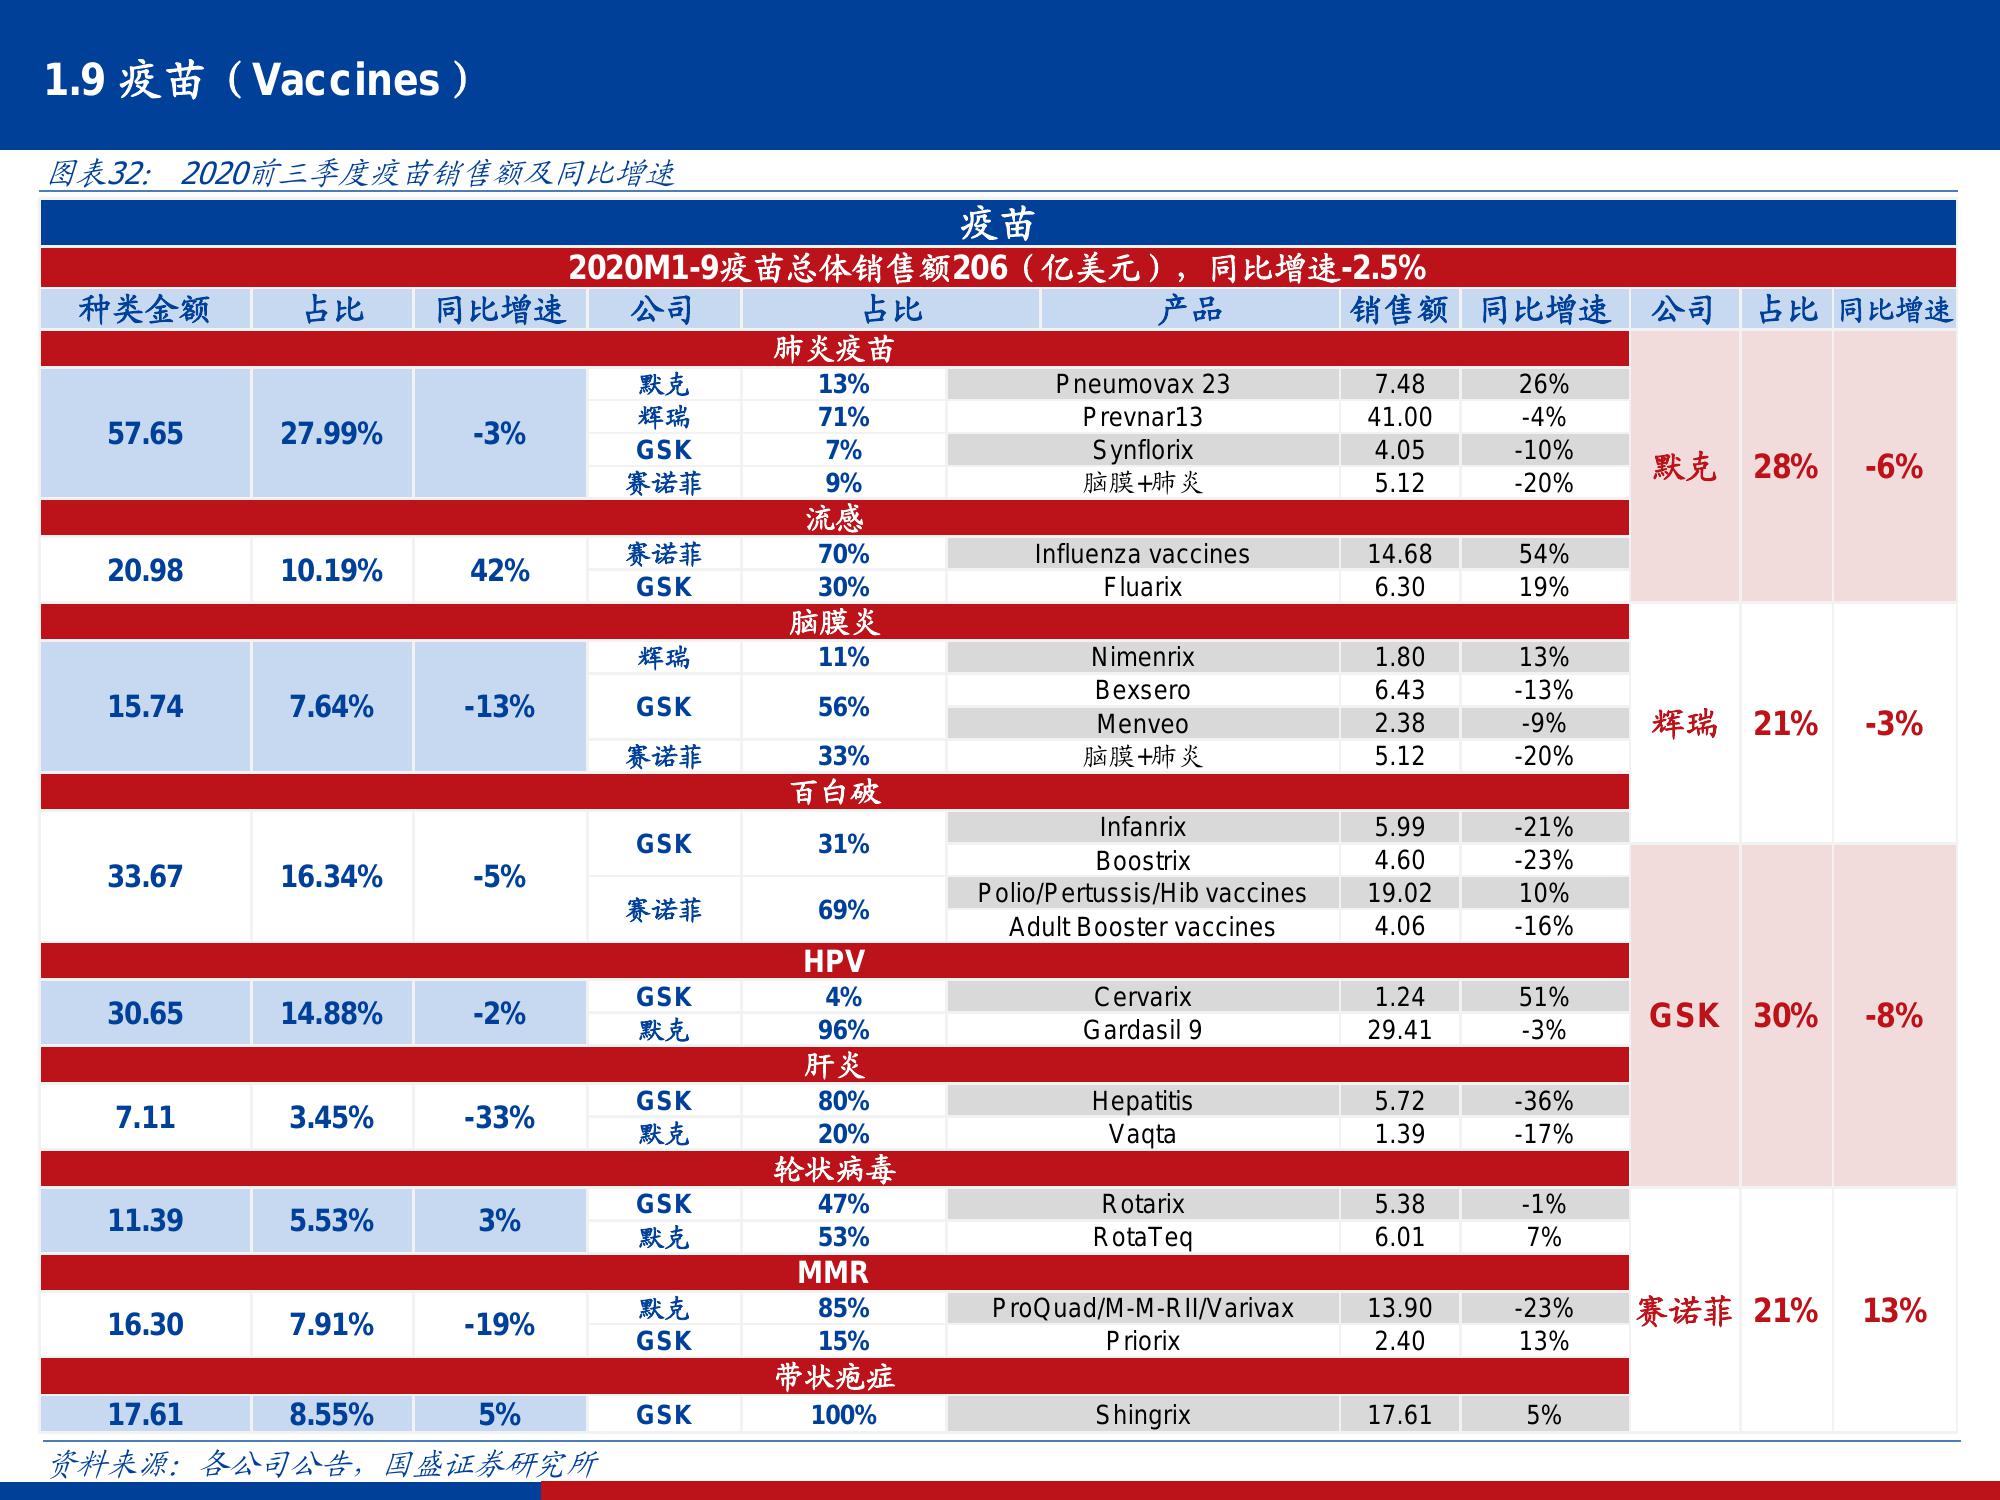 1.9 疫苗（Vaccines）
图表32： 2020前三季度疫苗销售额及同比增速
疫苗
2020M1-9疫苗总体销售额206（亿美元），同比增速-2.5%
种类金额 占比 同比增速 公司 占比 产品 销售额 同比增速 公司 占比 同比增速
肺炎疫苗
57.65 27.99% -3%
默克 13% Pneumovax 23 7.48 26%
辉瑞 71% Prevnar13 41.00 -4%
GSK 7% Synflorix 4.05 -10%
赛诺菲 9% 脑膜+肺炎 5.12 -20%
流感
20.98 10.19% 42%
赛诺菲 70% Influenza vaccines 14.68 54%
GSK 30% Fluarix 6.30 19%
脑膜炎
15.74 7.64% -13%
辉瑞 11% Nimenrix 1.80 13%
GSK 56% Bexsero 6.43 -13%
Menveo 2.38 -9%
赛诺菲 33% 脑膜+肺炎 5.12 -20%
百白破
33.67 16.34% -5%
GSK 31% Infanrix 5.99 -21%
Boostrix 4.60 -23%
赛诺菲 69% Polio/Pertussis/Hib vaccines 19.02 10%
Adult Booster vaccines 4.06 -16%
HPV
30.65 14.88% -2%
GSK 4% Cervarix 1.24 51%
默克 96% Gardasil 9 29.41 -3%
肝炎
7.11 3.45% -33%
GSK 80% Hepatitis 5.72 -36%
默克 20% Vaqta 1.39 -17%
轮状病毒
11.39 5.53% 3%
GSK 47% Rotarix 5.38 -1%
默克 53% RotaTeq 6.01 7%
MMR
16.30 7.91% -19%
默克 85% ProQuad/M-M-RII/Varivax 13.90 -23%
GSK 15% Priorix 2.40 13%
带状疱症
17.61 8.55% 5% GSK 100% Shingrix 17.61 5%
默克 28% -6%
辉瑞 21% -3%
GSK 30% -8%
赛诺菲 21% 13%
资料来源：各公司公告，国盛证券研究所